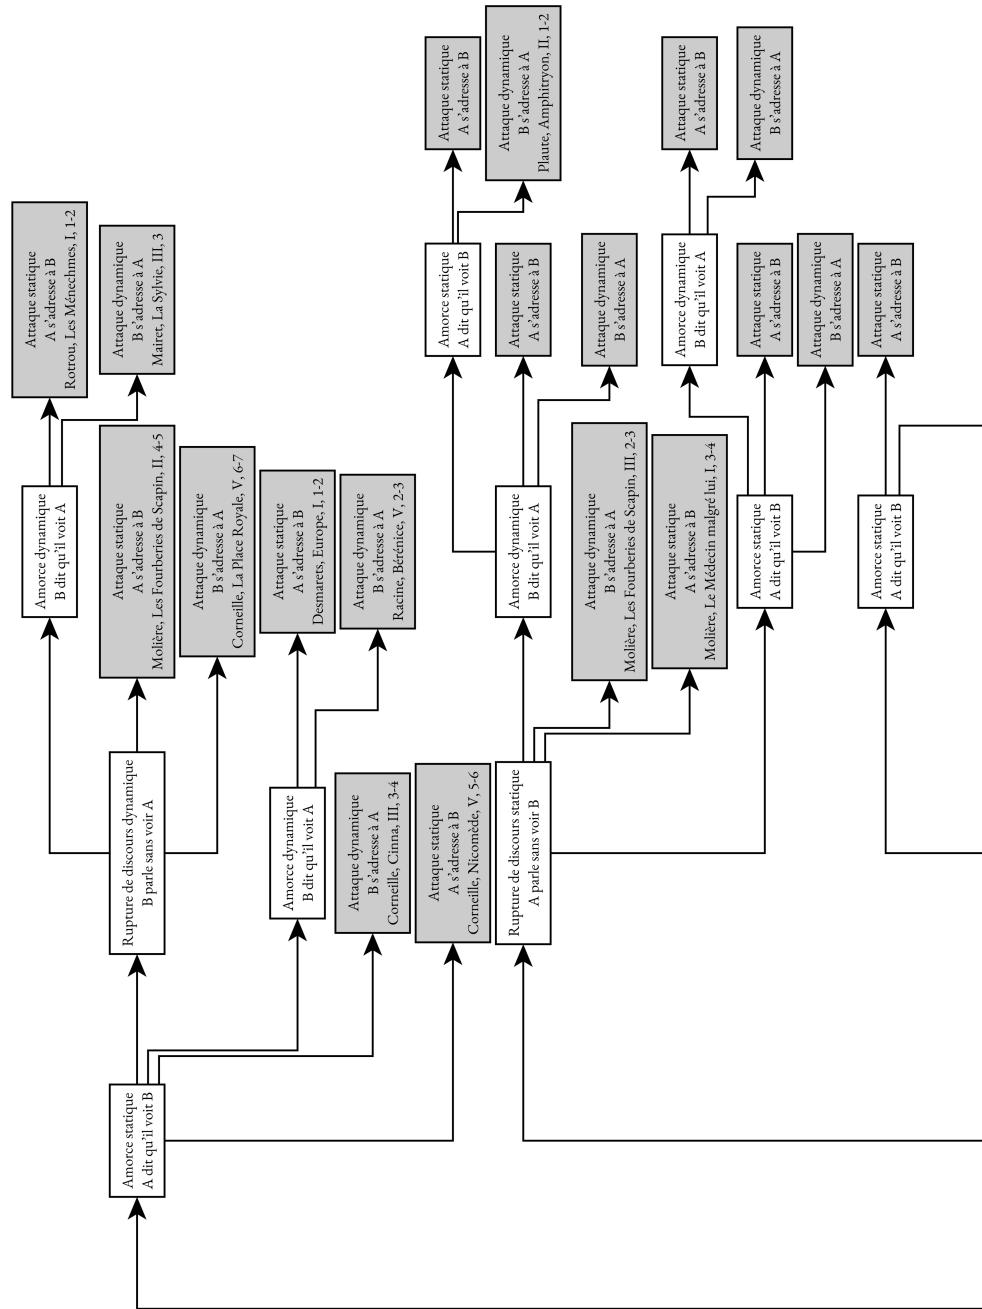 Amorce statique
A dit qu’il voit B
Rupture de discours dynamique
B parle sans voir A
Amorce dynamique
B dit qu’il voit A
Attaque statique
A s’adresse à B
Rotrou, Les Ménechmes, I, 1-2
Attaque dynamique
B s’adresse à A
Mairet, La Sylvie, III, 3
Attaque statique
A s’adresse à B
Molière, Les Fourberies de Scapin, II, 4-5
Attaque dynamique
B s’adresse à A
Corneille, La Place Royale, V, 6-7
Amorce dynamique
B dit qu’il voit A
Attaque statique
A s’adresse à B
Desmarets, Europe, I, 1-2
Attaque dynamique
B s’adresse à A
Racine, Bérénice, V, 2-3
Attaque dynamique
B s’adresse à A
Corneille, Cinna, III, 3-4
Attaque statique
A s’adresse à B
Corneille, Nicomède, V, 5-6
Rupture de discours statique
A parle sans voir B
Amorce dynamique
B dit qu’il voit A
Amorce statique
A dit qu’il voit B
Attaque statique
A s’adresse à B
Attaque dynamique
B s’adresse à A
Plaute, Amphitryon, II, 1-2
Attaque statique
A s’adresse à B
Attaque dynamique
B s’adresse à A
Attaque dynamique
B s’adresse à A
Molière, Les Fourberies de Scapin, III, 2-3
Attaque statique
A s’adresse à B
Molière, Le Médecin malgré lui, I, 3-4
Amorce statique
A dit qu’il voit B
Amorce dynamique
B dit qu’il voit A
Attaque statique
A s’adresse à B
Attaque dynamique
B s’adresse à A
Attaque statique
A s’adresse à B
Attaque dynamique
B s’adresse à A
Amorce statique
A dit qu’il voit B
Attaque statique
A s’adresse à B